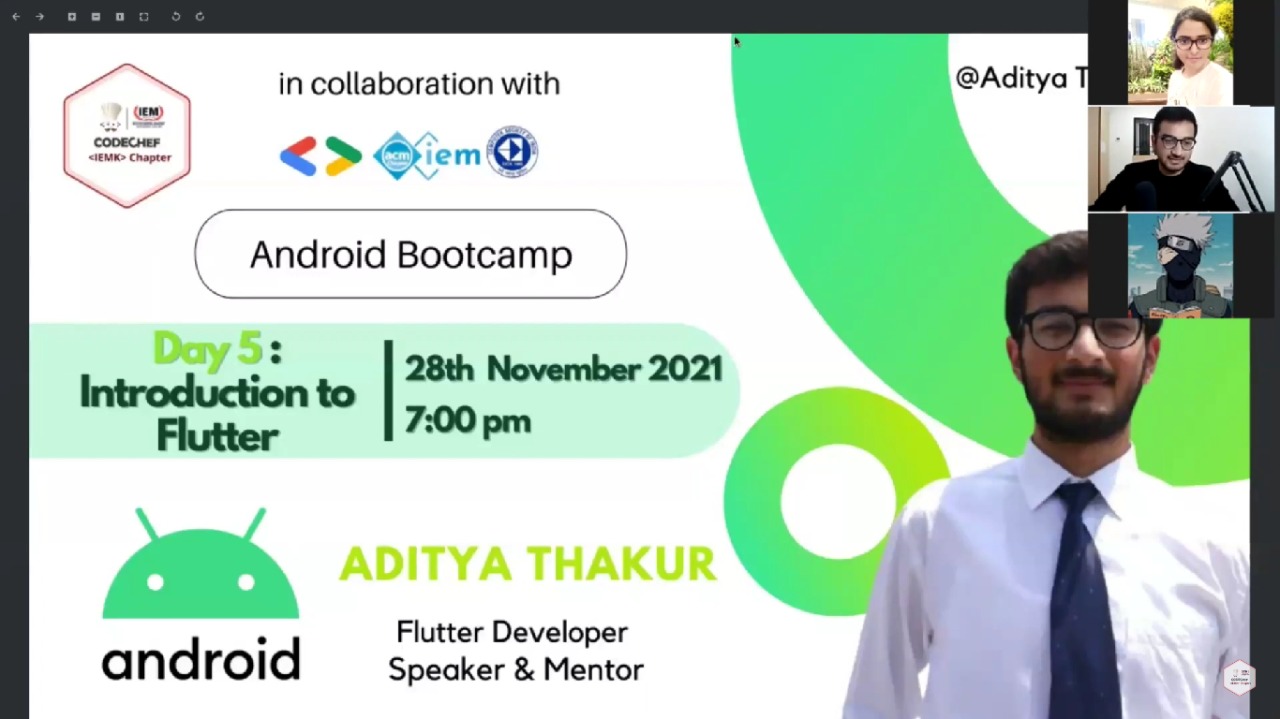 in collaboration with
@Aditya T
IEM
CODECHEF
<IEMK> Chapter
acm
iem
Android Bootcamp
Day 5 :
Introduction to
Flutter
28th November 2021
7:00 pm
ADITYA THAKUR
Flutter Developer
Speaker & Mentor
android